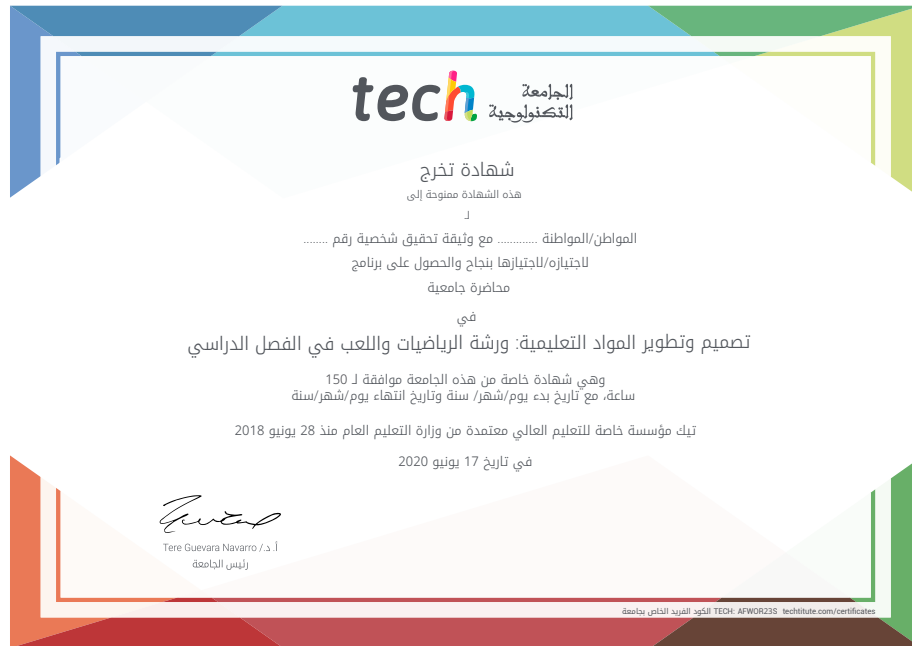 tech الجامعة
التكنولوجية
شهادة تخرج
هذه الشهادة ممنوحة إلى
لـ
المواطن/المواطنة ............ مع وثيقة تحقيق شخصية رقم ........
لاجتيازه/لاجتيازها بنجاح والحصول على برنامج
محاضرة جامعية
في
تصميم وتطوير المواد التعليمية: ورشة الرياضيات واللعب في الفصل الدراسي
وهي شهادة خاصة من هذه الجامعة موافقة لـ 150
ساعة، مع تاريخ بدء يوم/شهر/ سنة وتاريخ انتهاء يوم/شهر/سنة
تيك مؤسسة خاصة للتعليم العالي معتمدة من وزارة التعليم العام منذ 28 يونيو 2018
في تاريخ 17 يونيو 2020
أ.د./ Tere Guevara Navarro
رئيس الجامعة
الكود الفريد الخاص بجامعة TECH: AFWOR23S techtitute.com/certificates